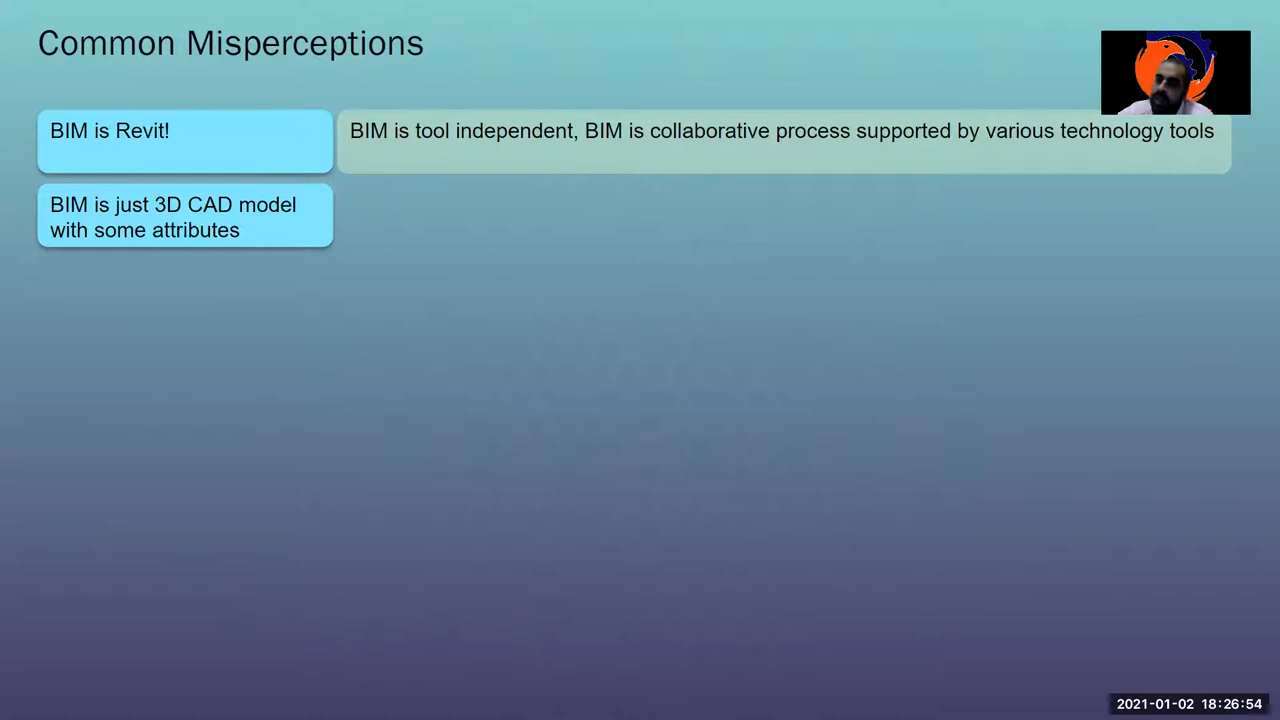 Common Misperceptions
BIM is Revit!
BIM is tool independent, BIM is collaborative process supported by various technology tools
BIM is just 3D CAD model
with some attributes
2021-01-02 18:26:54